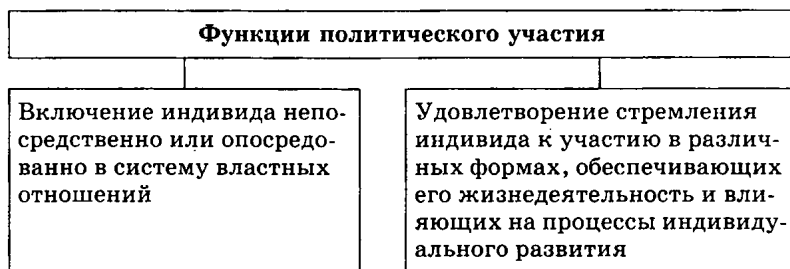 Функции политического участия
Включение индивида непо-
средственно или опосредо-
ванно в систему властных
отношений
Удовлетворение стремления
индивида к участию в различ-
ных формах, обеспечивающих
его жизнедеятельность и вли-
яющих на процессы индивиду-
ального развития